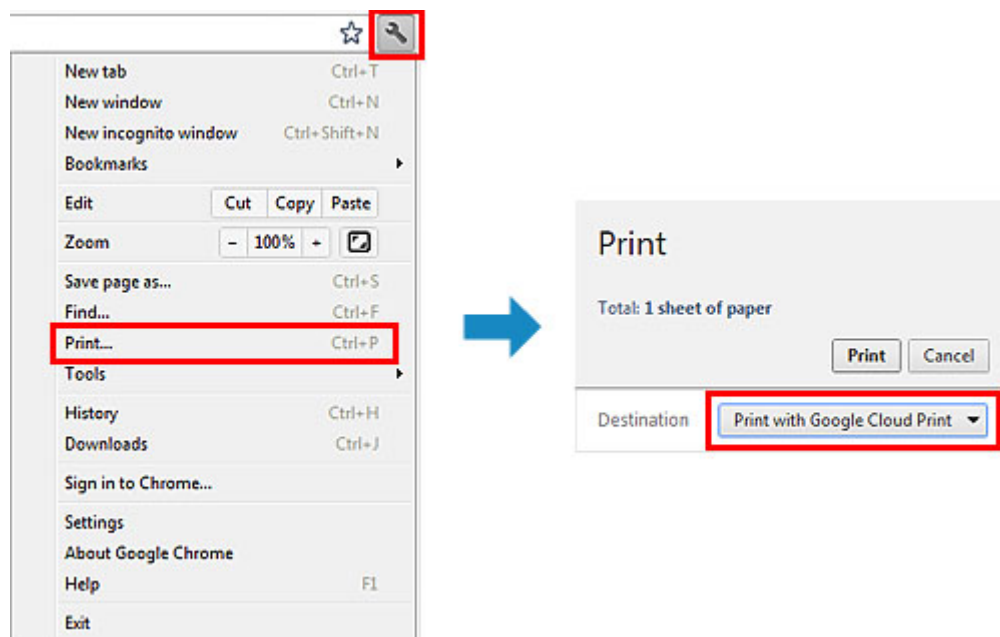 New tab Ctrl+T
New window Ctrl+N
New incognito window Ctrl+Shift+N
Bookmarks
Edit Cut Copy Paste
Zoom - 100% +
Save page as... Ctrl+S
Find... Ctrl+F
Print... Ctrl+P
Tools
History Ctrl+H
Downloads Ctrl+J
Sign in to Chrome...
Settings
About Google Chrome
Help F1
Exit
Print
Total: 1 sheet of paper
Print Cancel
Destination Print with Google Cloud Print